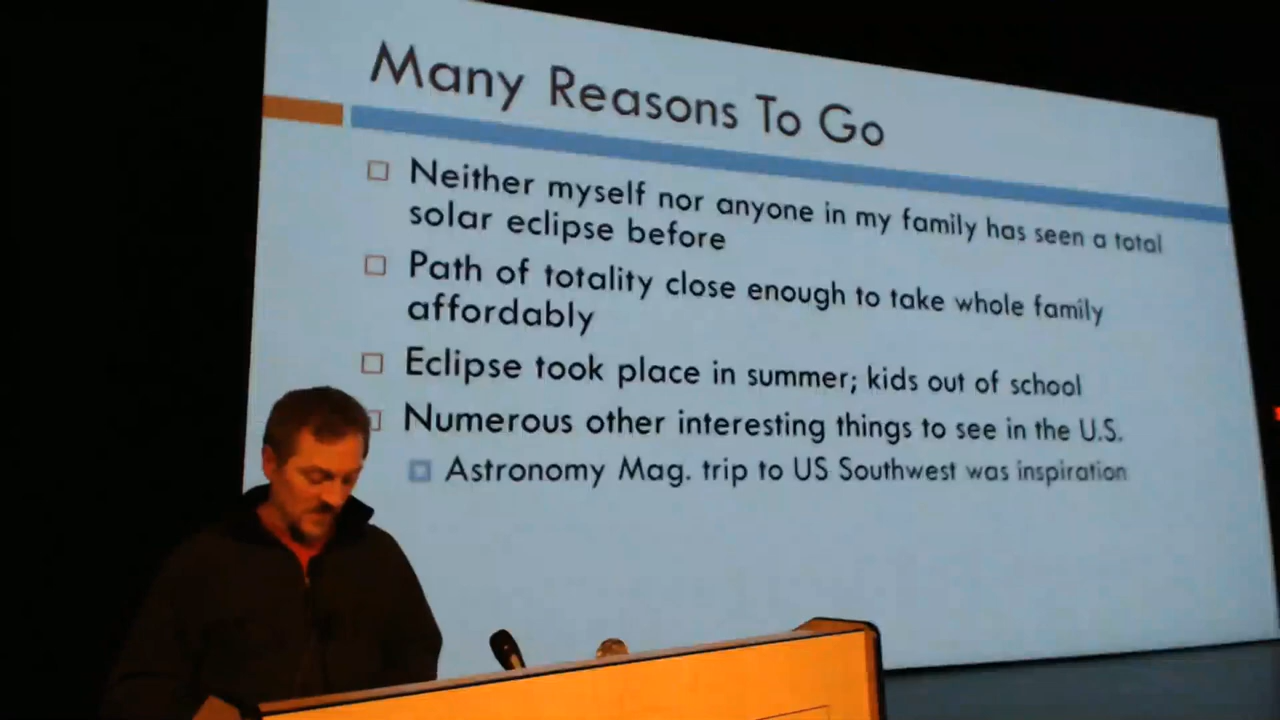 Many Reasons To Go
Neither myself nor anyone in my family has seen a total
solar eclipse before
Path of totality close enough to take whole family
affordably
Eclipse took place in summer; kids out of school
Numerous other interesting things to see in the U.S.
Astronomy Mag. trip to US Southwest was inspiration